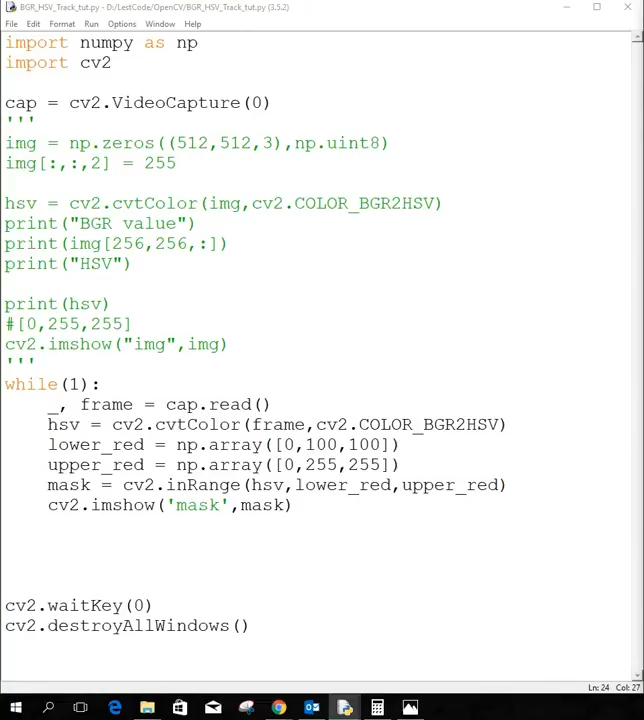 BGR_HSV_Track_tut.py - D:/LestCode/OpenCV/BGR_HSV_Track_tut.py (3.5.2)
File Edit Format Run Options Window Help
import numpy as np
import cv2
cap = cv2.VideoCapture(0)
'''
img = np.zeros((512,512,3),np.uint8)
img[:,:,2] = 255
hsv = cv2.cvtColor(img,cv2.COLOR_BGR2HSV)
print("BGR value")
print(img[256,256,:])
print("HSV")
print(hsv)
#[0,255,255]
cv2.imshow("img",img)
'''
while(1):
    _, frame = cap.read()
    hsv = cv2.cvtColor(frame,cv2.COLOR_BGR2HSV)
    lower_red = np.array([0,100,100])
    upper_red = np.array([0,255,255])
    mask = cv2.inRange(hsv,lower_red,upper_red)
    cv2.imshow('mask',mask)
cv2.waitKey(0)
cv2.destroyAllWindows()
Ln: 24 Col: 27